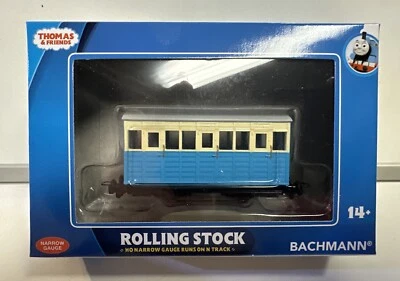 THOMAS
& FRIENDS
14+
NARROW
GAUGE
ROLLING STOCK
HO NARROW GAUGE RUNS ON N TRACK
BACHMANN®